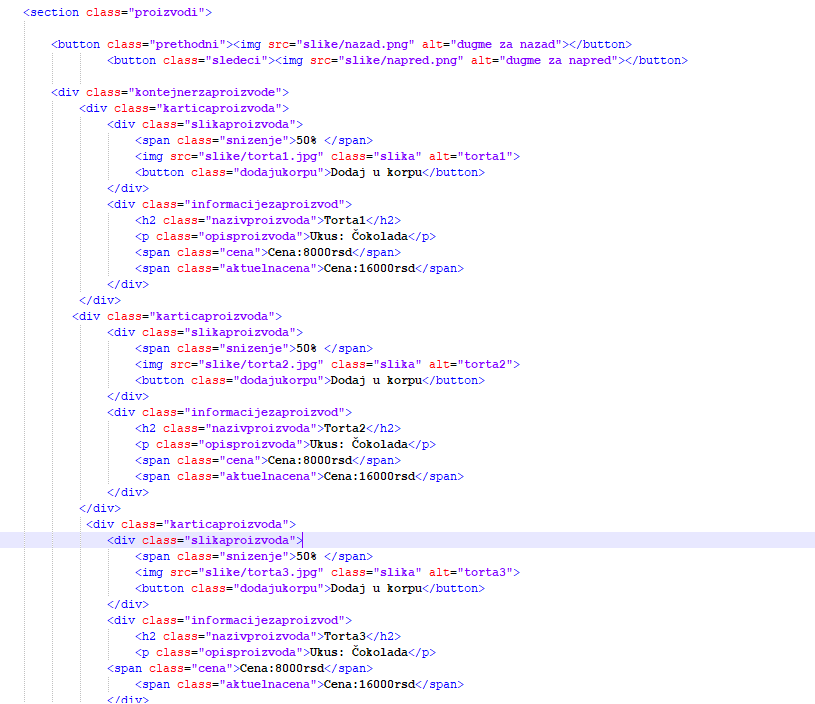 <section class="proizvodi">
<button class="prethodni"><img src="slike/nazad.png" alt="dugme za nazad"></button>
<button class="sledeci"><img src="slike/napred.png" alt="dugme za napred"></button>
<div class="kontejnerzaproizvode">
<div class="karticaproizvoda">
<div class="slikaproizvoda">
<span class="snizenje">50% </span>
<img src="slike/torta1.jpg" class="slika" alt="torta1">
<button class="dodajukorpu">Dodaj u korpu</button>
</div>
<div class="informacijezaproizvod">
<h2 class="nazivproizvoda">Torta1</h2>
<p class="opisproizvoda">Ukus: Čokolada</p>
<span class="cena">Cena:8000rsd</span>
<span class="aktuelnacena">Cena:16000rsd</span>
</div>
</div>
<div class="karticaproizvoda">
<div class="slikaproizvoda">
<span class="snizenje">50% </span>
<img src="slike/torta2.jpg" class="slika" alt="torta2">
<button class="dodajukorpu">Dodaj u korpu</button>
</div>
<div class="informacijezaproizvod">
<h2 class="nazivproizvoda">Torta2</h2>
<p class="opisproizvoda">Ukus: Čokolada</p>
<span class="cena">Cena:8000rsd</span>
<span class="aktuelnacena">Cena:16000rsd</span>
</div>
</div>
<div class="karticaproizvoda">
<div class="slikaproizvoda">
<span class="snizenje">50% </span>
<img src="slike/torta3.jpg" class="slika" alt="torta3">
<button class="dodajukorpu">Dodaj u korpu</button>
</div>
<div class="informacijezaproizvod">
<h2 class="nazivproizvoda">Torta3</h2>
<p class="opisproizvoda">Ukus: Čokolada</p>
<span class="cena">Cena:8000rsd</span>
<span class="aktuelnacena">Cena:16000rsd</span>
</div>